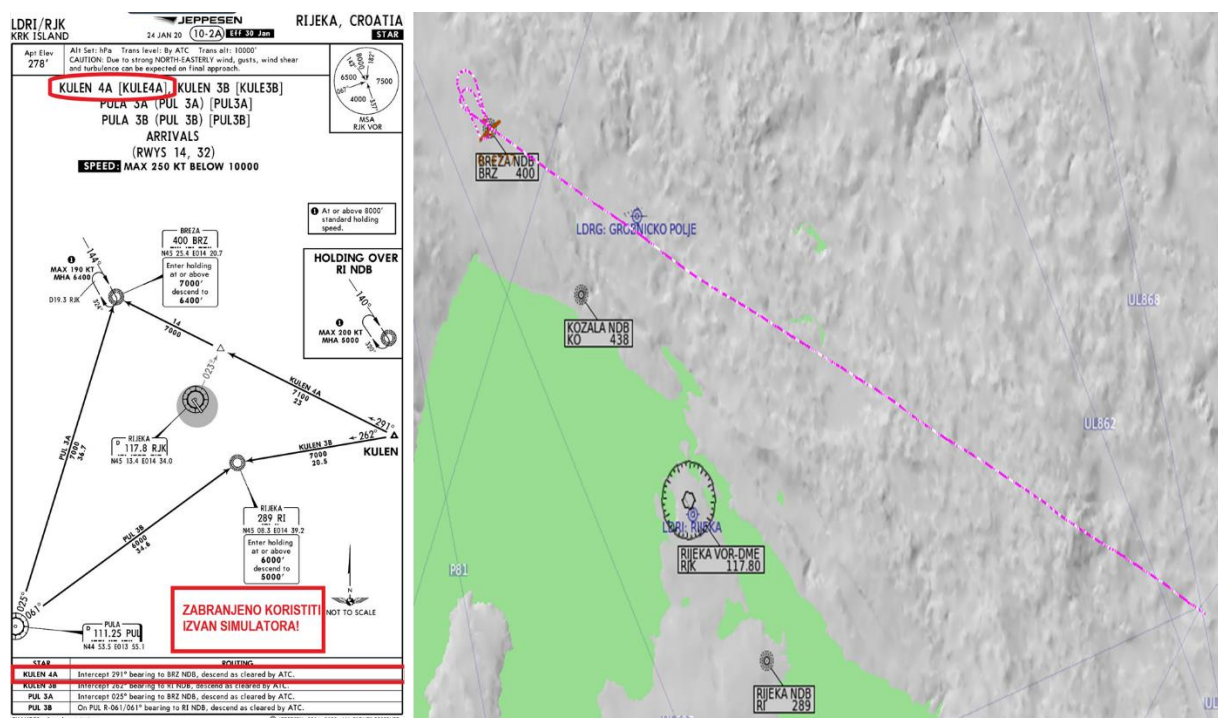 LDRI/RJK
KRK ISLAND
JEPPESEN
24 JAN 20 10-2A Eff 30 Jan
RIJEKA, CROATIA
STAR
Apt Elev
278'
Alt Set: hPa Trans level: By ATC Trans alt: 10000'
CAUTION: Due to strong NORTH-EASTERLY wind, gusts, wind shear
and turbulence can be expected on final approach.
KULEN 4A [KULE4A], KULEN 3B [KULE3B]
PULA 3A (PUL 3A) [PUL3A]
PULA 3B (PUL 3B) [PUL3B]
ARRIVALS
(RWYS 14, 32)
SPEED: MAX 250 KT BELOW 10000
6500
7500
4000
MSA
RJK VOR
At or above 8000'
standard holding
speed.
BREZA
400 BRZ
N45 25.4 E014 20.7
Enter holding
at or above
7000'
descend to
6400'
144°
MAX 190 KT
MHA 6400
D19.3 RJK
324°
HOLDING OVER
RI NDB
140°
MAX 200 KT
MHA 5000
320°
14
7000
023°
KULEN 4A
7100
23
291°
262°
KULEN
KULEN 3B
7000
20.5
RIJEKA
D 117.8 RJK
N45 13.4 E014 34.0
PUL 3A
7000
36.7
RIJEKA
289 RI
N45 08.3 E014 39.2
Enter holding
at or above
6000'
descend to
5000'
PUL 3B
6000
34.6
025°
061°
PULA
D 111.25 PUL
N44 53.5 E013 55.1
ZABRANJENO KORISTITI
IZVAN SIMULATORA!
N
NOT TO SCALE
STAR ROUTING
KULEN 4A Intercept 291° bearing to BRZ NDB, descend as cleared by ATC.
KULEN 3B Intercept 262° bearing to RI NDB, descend as cleared by ATC.
PUL 3A Intercept 025° bearing to BRZ NDB, descend as cleared by ATC.
PUL 3B On PUL R-061/061° bearing to RI NDB, descend as cleared by ATC.
BREZA NDB
BRZ 400
LDRG: GROBNICKO POLJE
KOZALA NDB
KO 438
UL868
UL862
LDRI: RIJEKA
RIJEKA VOR-DME
RJK 117.80
P81
RIJEKA NDB
RI 289
UL